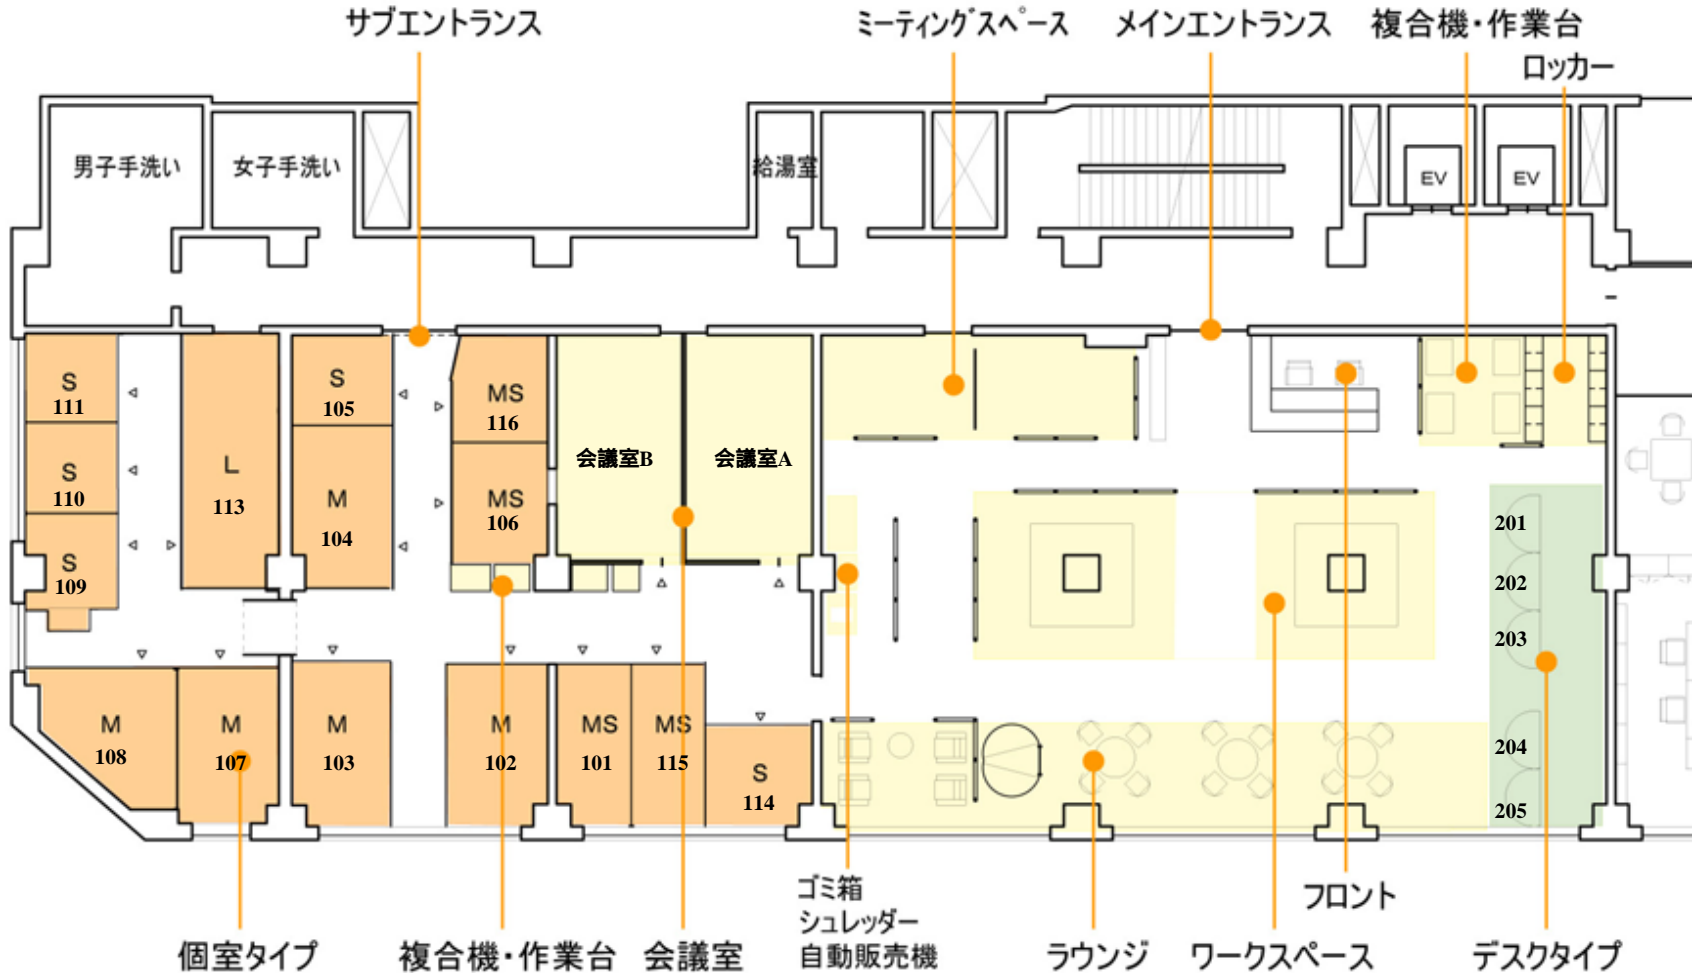 サブエントランス
ミーティングスペース
メインエントランス
複合機・作業台
ロッカー
男子手洗い
女子手洗い
給湯室
EV
EV
S
111
S
110
S
109
L
113
S
105
M
104
MS
116
MS
106
会議室B
会議室A
201
202
203
204
205
M
108
M
107
M
103
M
102
MS
101
MS
115
S
114
個室タイプ
複合機・作業台
会議室
ゴミ箱
シュレッダー
自動販売機
ラウンジ
ワークスペース
フロント
デスクタイプ